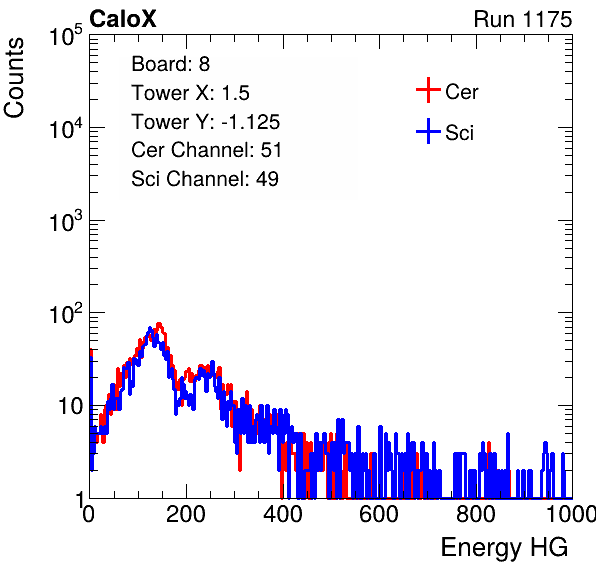 CaloX Run 1175
Counts
10^5
10^4
10^3
10^2
10
1
Board: 8
Tower X: 1.5
Tower Y: -1.125
Cer Channel: 51
Sci Channel: 49
Cer
Sci
0 200 400 600 800 1000
Energy HG